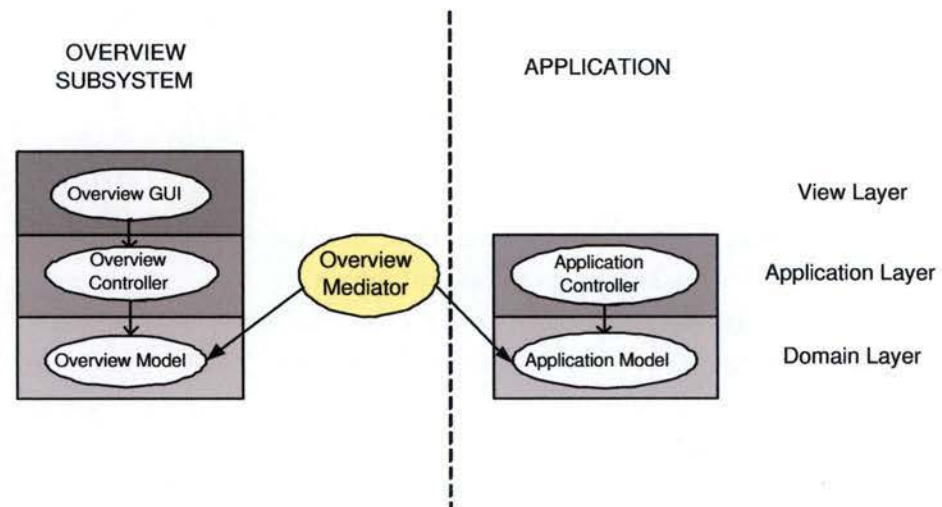 OVERVIEW
SUBSYSTEM
APPLICATION
Overview GUI
View Layer
Overview
Controller
Overview
Mediator
Application
Controller
Application Layer
Overview Model
Application Model
Domain Layer